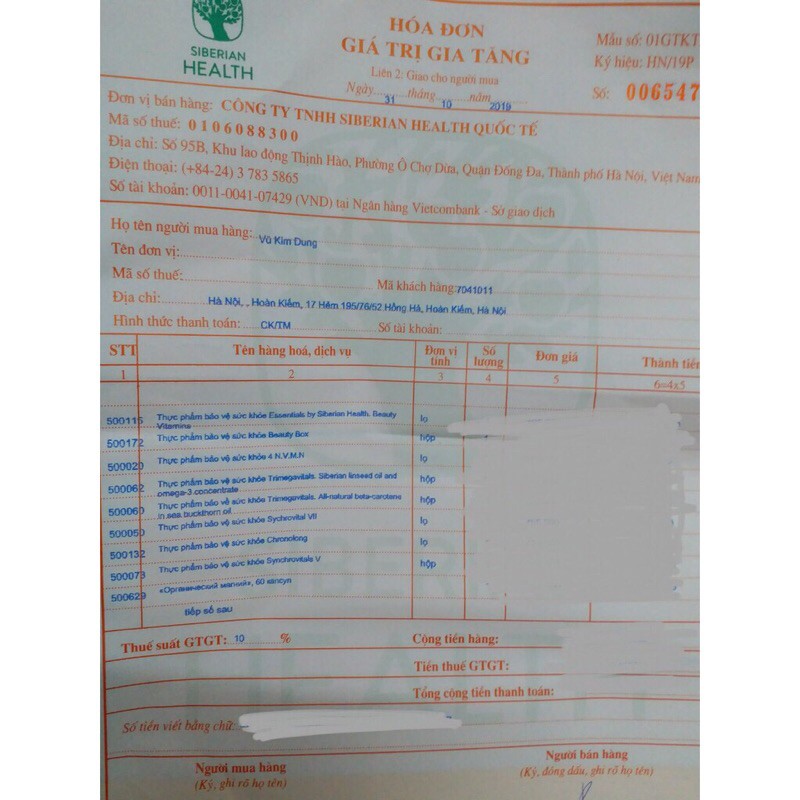 SIBERIAN
HEALTH
HÓA ĐƠN
GIÁ TRỊ GIA TĂNG
Liên 2: Giao cho người mua
Ngày 31 tháng 10 năm 2019
Mẫu số: 01GTKT
Ký hiệu: HN/19P
Số: 006547
Đơn vị bán hàng: CÔNG TY TNHH SIBERIAN HEALTH QUỐC TẾ
Mã số thuế: 0106088300
Địa chỉ: Số 95B, Khu lao động Thịnh Hào, Phường Ô Chợ Dừa, Quận Đống Đa, Thành phố Hà Nội, Việt Nam
Điện thoại: (+84-24) 3 783 5865
Số tài khoản: 0011-0041-07429 (VND) tại Ngân hàng Vietcombank - Sở giao dịch
Họ tên người mua hàng: Vũ Kim Dung
Tên đơn vị:
Mã số thuế: Mã khách hàng: 7041011
Địa chỉ: Hà Nội, , Hoàn Kiếm, 17 Hẻm 195/76/52 Hồng Hà, Hoàn Kiếm, Hà Nội
Hình thức thanh toán: CK/TM Số tài khoản:
STT Tên hàng hoá, dịch vụ Đơn vị tính Số lượng Đơn giá Thành tiền
1 2 3 4 5 6=4x5
500115 Thực phẩm bảo vệ sức khỏe Essentials by Siberian Health. Beauty Vitamins lọ
500172 Thực phẩm bảo vệ sức khỏe Beauty Box hộp
500020 Thực phẩm bảo vệ sức khỏe 4 N.V.M.N lọ
500062 Thực phẩm bảo vệ sức khỏe Trimegavitals. Siberian linseed oil and omega-3 concentrate hộp
500060 Thực phẩm bảo vệ sức khỏe Trimegavitals. All-natural beta-carotene in sea buckthorn oil hộp
500050 Thực phẩm bảo vệ sức khỏe Sychrovital VII lọ
500132 Thực phẩm bảo vệ sức khỏe Chronolong lọ
500073 Thực phẩm bảo vệ sức khỏe Synchrovitals V hộp
500629 «Органический магний», 60 капсул
tiếp số sau
Thuế suất GTGT: 10 % Cộng tiền hàng:
Tiền thuế GTGT:
Tổng cộng tiền thanh toán:
Số tiền viết bằng chữ:
Người mua hàng
(Ký, ghi rõ họ tên)
Người bán hàng
(Ký, đóng dấu, ghi rõ họ tên)